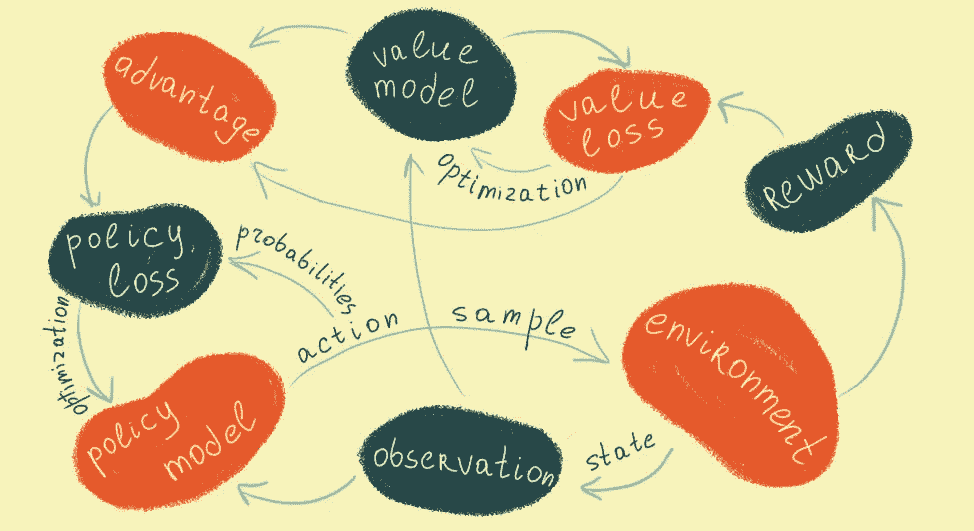 value
model
advantage
value
loss
REWARD
optimization
policy
loss
probabilities
action sample
environment
optimization
policy
model
observation
state